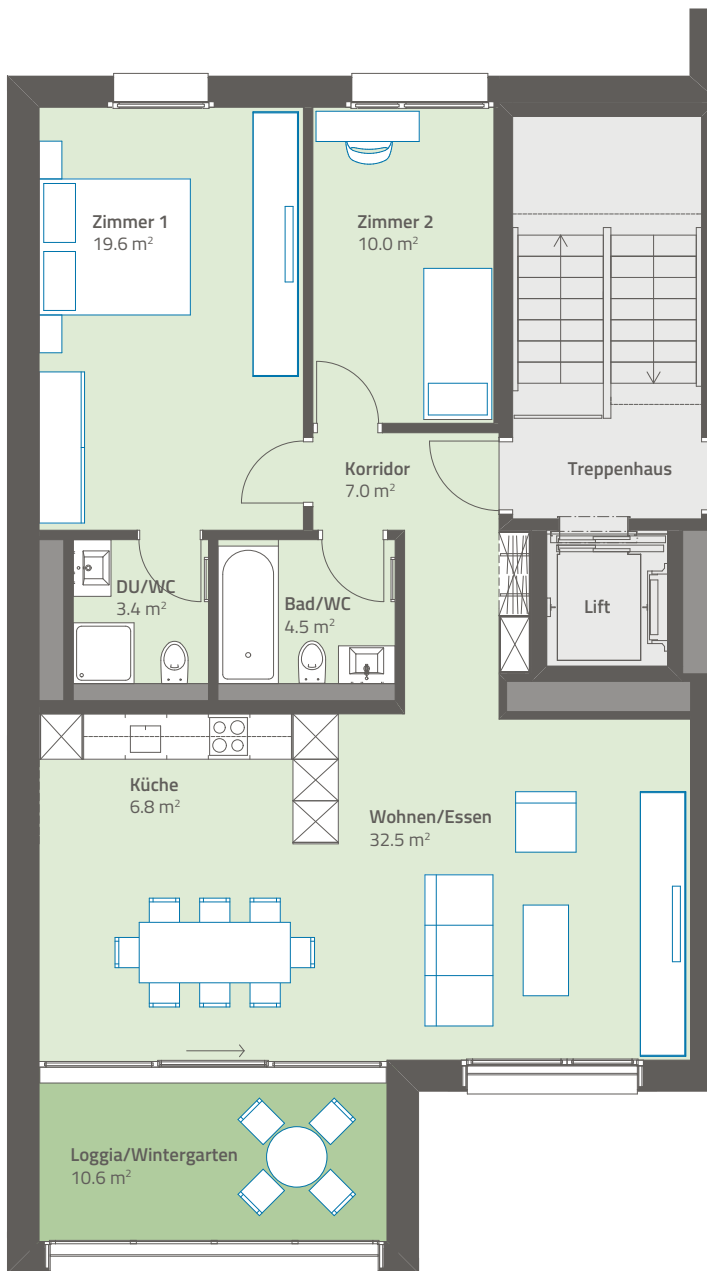 Zimmer 1
19.6 m²
Zimmer 2
10.0 m²
Korridor
7.0 m²
Treppenhaus
DU/WC
3.4 m²
Bad/WC
4.5 m²
Lift
Küche
6.8 m²
Wohnen/Essen
32.5 m²
Loggia/Wintergarten
10.6 m²